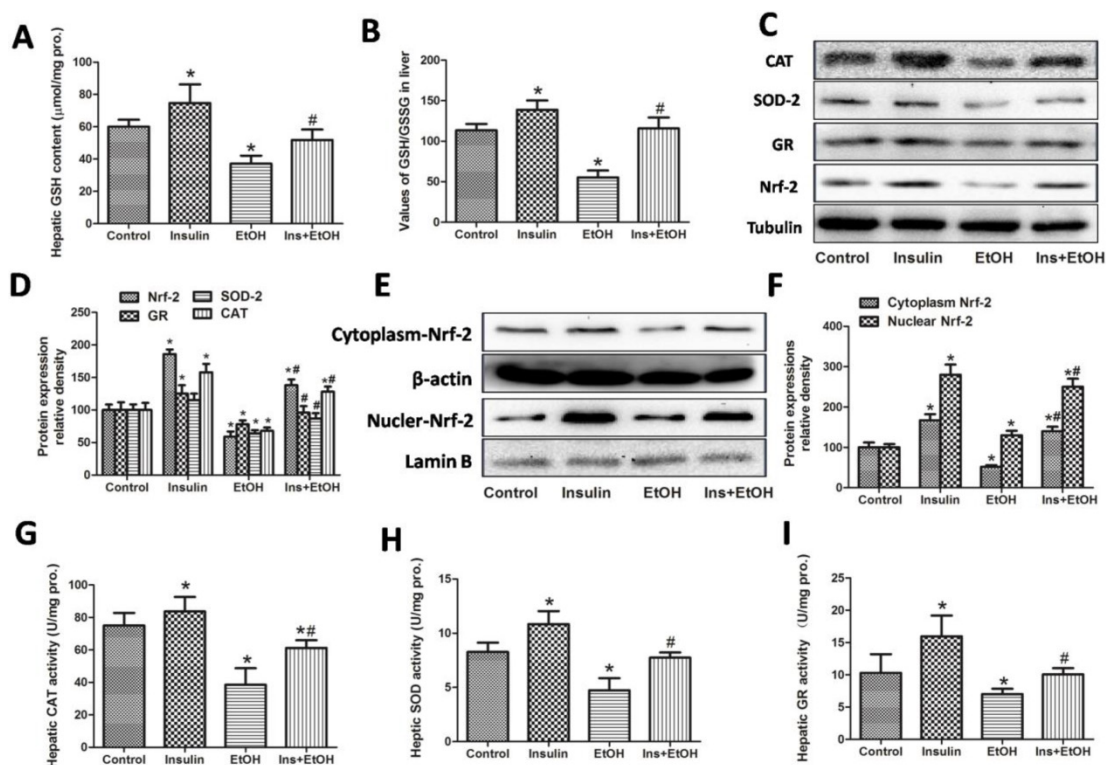 A
Hepatic GSH content (μmol/mg pro.)
100
80
60
40
20
0
*
*
#
Control Insulin EtOH Ins+EtOH
B
Values of GSH/GSSG in liver
200
150
100
50
0
*
*
#
Control Insulin EtOH Ins+EtOH
C
CAT
SOD-2
GR
Nrf-2
Tubulin
Control Insulin EtOH Ins+EtOH
D
Nrf-2 SOD-2
GR CAT
Protein expression
relative density
250
200
150
100
50
0
* * *
* * * *
*# # # *#
Control Insulin EtOH Ins+EtOH
E
Cytoplasm-Nrf-2
β-actin
Nucler-Nrf-2
Lamin B
Control Insulin EtOH Ins+EtOH
F
Cytoplasm Nrf-2
Nuclear Nrf-2
Protein expressions
relative density
400
300
200
100
0
* *
* *
*# *#
Control Insulin EtOH Ins+EtOH
G
Hepatic CAT activity (U/mg pro.)
100
80
60
40
20
0
*
*
*#
Control Insulin EtOH Ins+EtOH
H
Heptic SOD activity (U/mg pro.)
15
10
5
0
*
*
#
Control Insulin EtOH Ins+EtOH
I
Hepatic GR activity （U/mg pro.)
25
20
15
10
5
0
*
*
#
Control Insulin EtOH Ins+EtOH